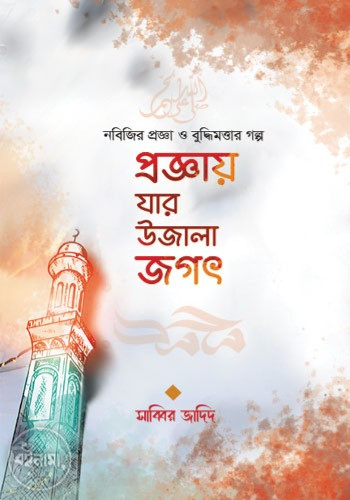 নবিজির প্রজ্ঞা ও বুদ্ধিমত্তার গল্প
প্রজ্ঞায়
যার
উজালা
জগৎ
সাব্বির জাদিদ